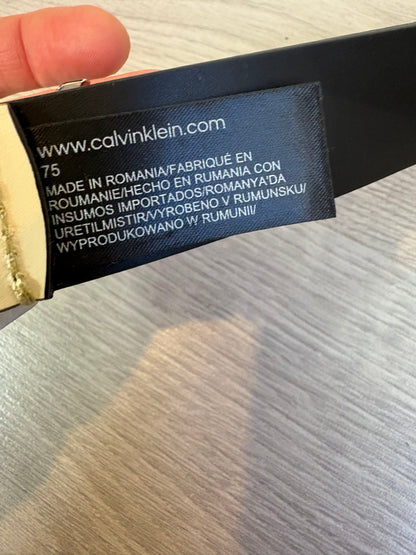 www.calvinklein.com
75
MADE IN ROMANIA/FABRIQUÉ EN
ROUMANIE/HECHO EN RUMANIA CON
INSUMOS IMPORTADOS/ROMANYA'DA
URETILMISTIR/VYROBENO V RUMUNSKU/
WYPRODUKOWANO W RUMUNII/